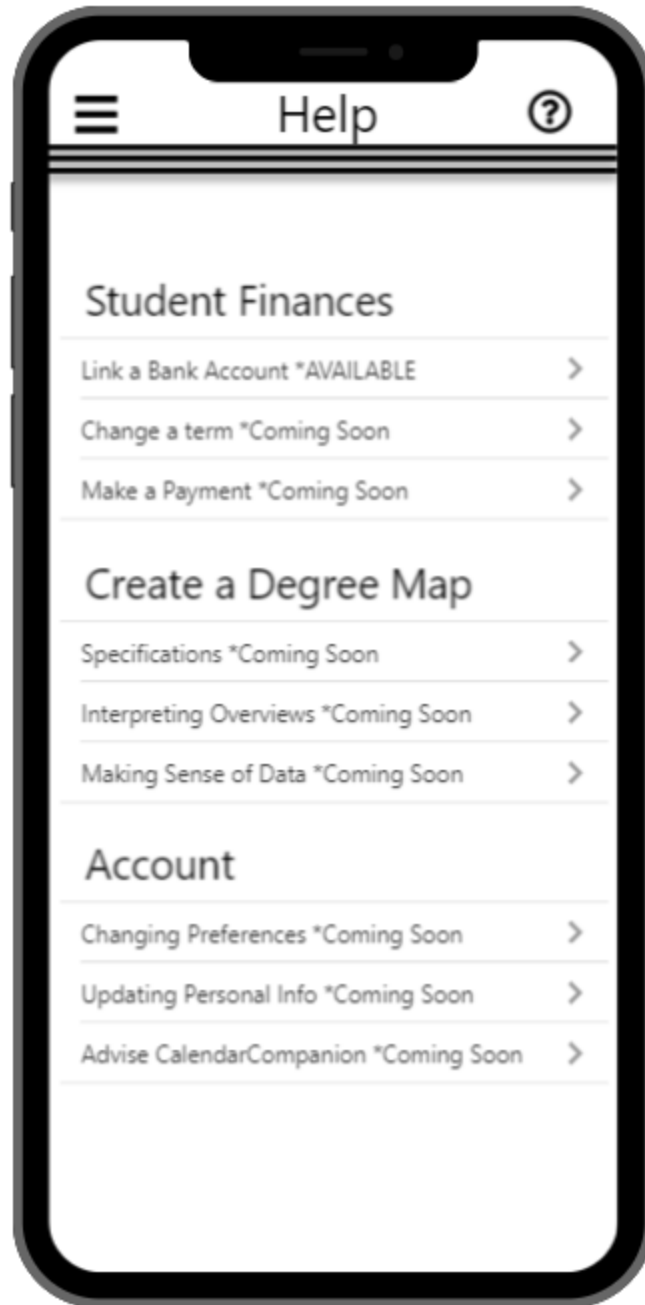 Help
Student Finances
Link a Bank Account *AVAILABLE
Change a term *Coming Soon
Make a Payment *Coming Soon
Create a Degree Map
Specifications *Coming Soon
Interpreting Overviews *Coming Soon
Making Sense of Data *Coming Soon
Account
Changing Preferences *Coming Soon
Updating Personal Info *Coming Soon
Advise CalendarCompanion *Coming Soon